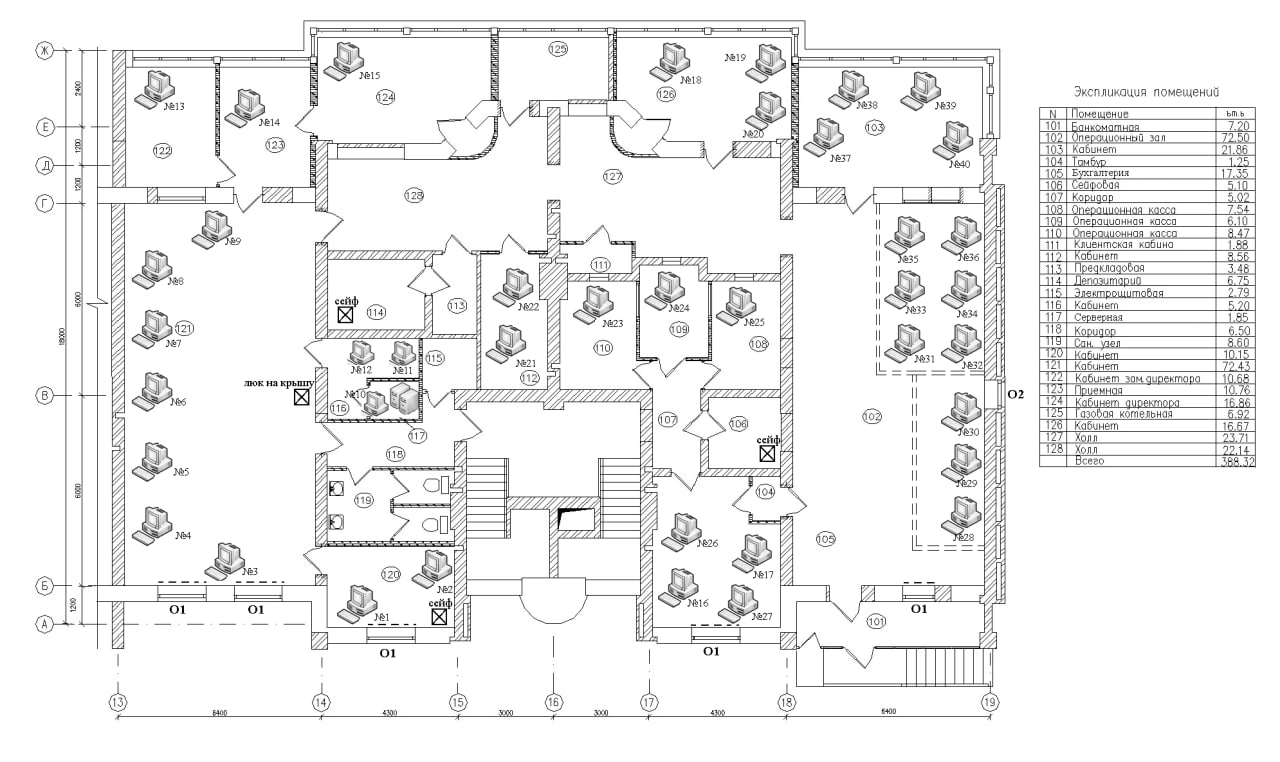 Экспликация помещений
N Помещение
101 Банкоматная 7.20
102 Операционный зал 72.50
103 Кабинет 21.86
104 Тамбур 1.25
105 Бухгалтерия 17.35
106 Сейфовая 5.10
107 Коридор 5.02
108 Операционная касса 7.54
109 Операционная касса 6.10
110 Операционная касса 8.47
111 Клиентская кабина 1.88
112 Кабинет 8.56
113 Предкладовая 3.48
114 Депозитарий 6.75
115 Электрощитовая 2.79
116 Кабинет 5.20
117 Серверная 1.85
118 Коридор 6.50
119 Сан. узел 8.60
120 Кабинет 10.15
121 Кабинет 72.43
122 Кабинет зам.директора 10.68
123 Приемная 10.76
124 Кабинет директора 16.86
125 Газовая котельная 6.92
126 Кабинет 16.67
127 Холл 23.71
128 Холл 22.14
Всего 388.32
Ж
Е
Д
Г
В
Б
А
2400
1200
1200
6000
6000
1200
18000
№13
№14
№15
№18
№19
№20
№38
№39
№37
№40
122
123
124
125
126
103
128
127
№9
№8
№7
121
№6
№5
№4
№3
сейф
114
113
111
№22
№21
112
№23
110
№24
109
№25
108
№35
№36
№33
№34
№31
№32
№12
№11
115
№10
116
117
люк на крышу
107
106
сейф
102
О2
№30
№29
№28
118
119
104
105
№26
№17
№16
№27
120
№2
№1
сейф
101
О1
О1
О1
О1
О1
13
14
15
16
17
18
19
6400
4300
3000
3000
4300
6400